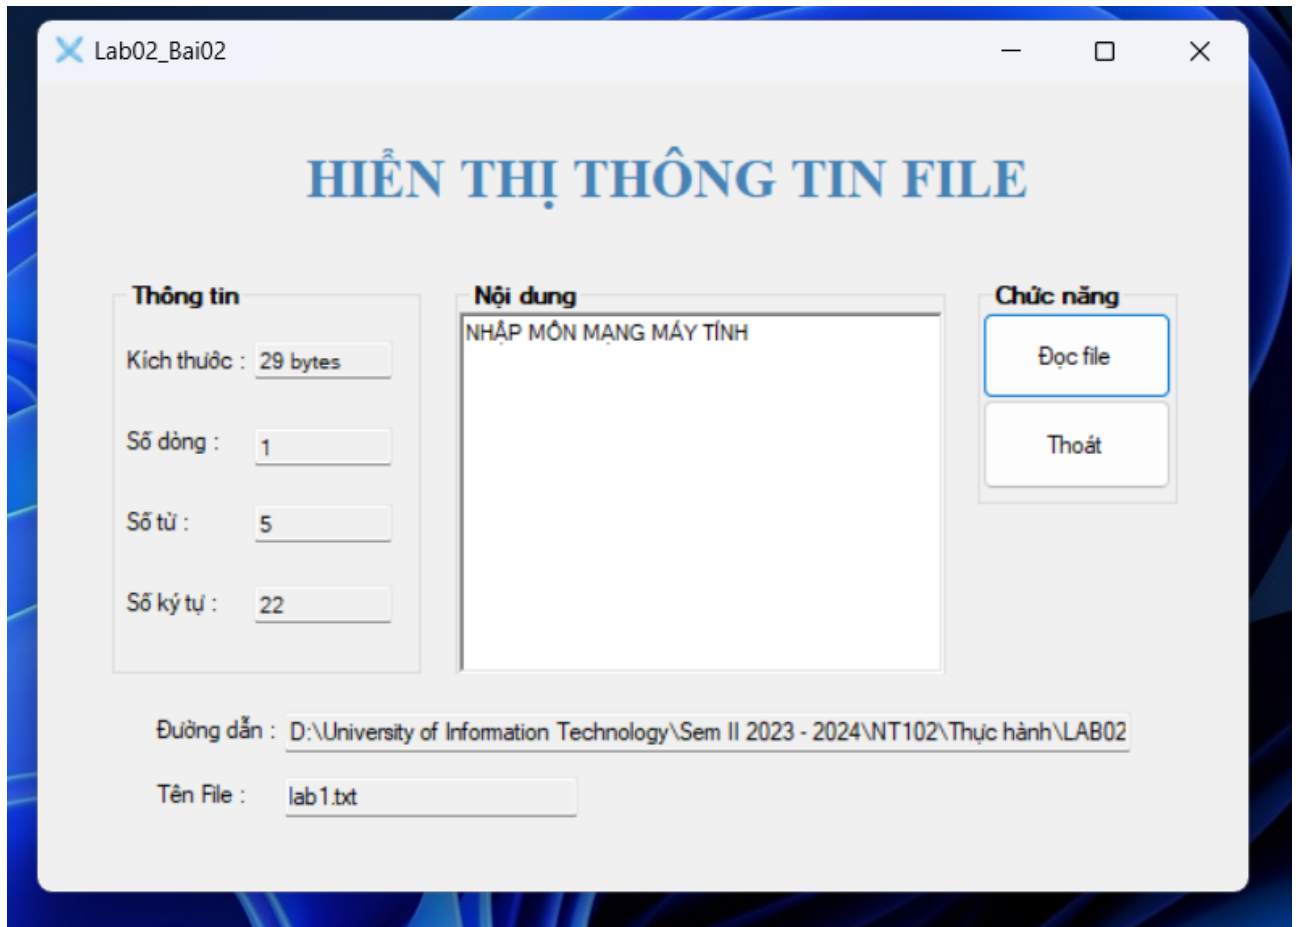 Lab02_Bai02
HIỂN THỊ THÔNG TIN FILE
Thông tin
Kích thước : 29 bytes
Số dòng : 1
Số từ : 5
Số ký tự : 22
Nội dung
NHẬP MÔN MẠNG MÁY TÍNH
Chức năng
Đọc file
Thoát
Đường dẫn : D:\University of Information Technology\Sem II 2023 - 2024\NT102\Thực hành\LAB02
Tên File : lab1.txt